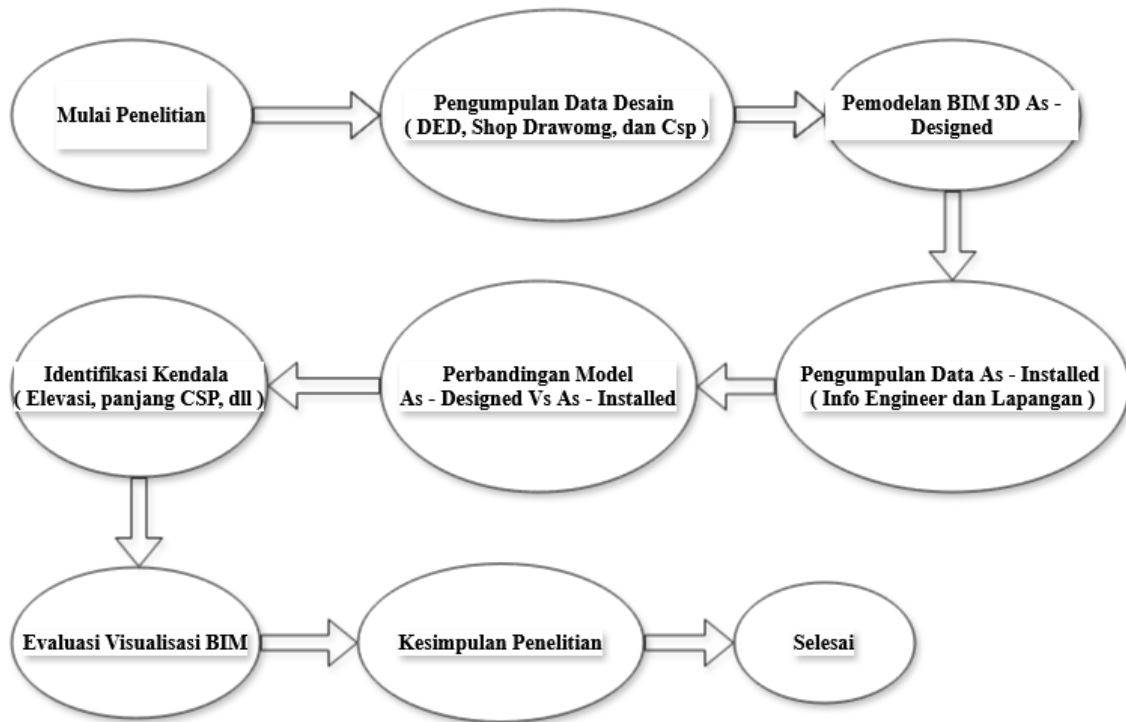 Mulai Penelitian
Pengumpulan Data Desain
( DED, Shop Drawomg, dan Csp )
Pemodelan BIM 3D As -
Designed
Pengumpulan Data As - Installed
( Info Engineer dan Lapangan )
Perbandingan Model
As - Designed Vs As - Installed
Identifikasi Kendala
( Elevasi, panjang CSP, dll )
Evaluasi Visualisasi BIM
Kesimpulan Penelitian
Selesai